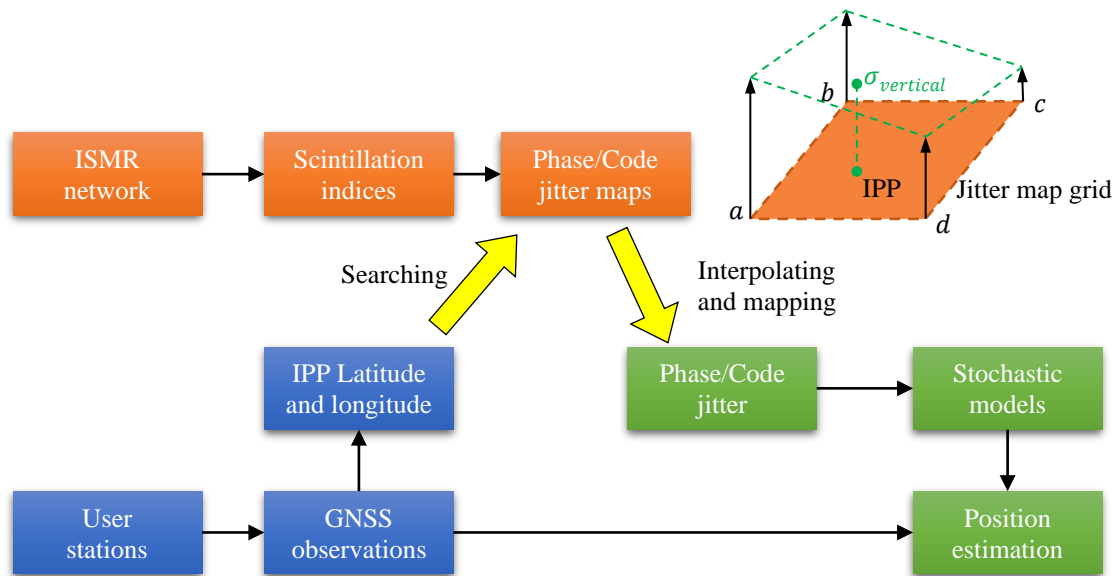 σvertical
b
c
ISMR
network
Scintillation
indices
Phase/Code
jitter maps
IPP
Jitter map grid
a
d
Searching
Interpolating
and mapping
IPP Latitude
and longitude
Phase/Code
jitter
Stochastic
models
User
stations
GNSS
observations
Position
estimation